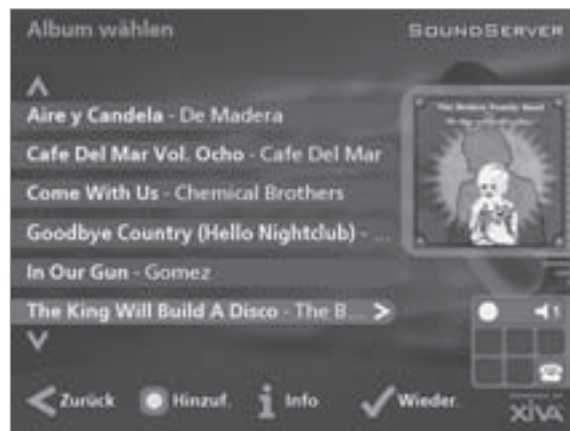 Album wählen
SOUNDSERVER
Aire y Candela - De Madera
Cafe Del Mar Vol. Ocho - Cafe Del Mar
Come With Us - Chemical Brothers
Goodbye Country (Hello Nightclub) - ...
In Our Gun - Gomez
The King Will Build A Disco - The B... >
1
Zurück
Hinzuf.
Info
Wieder.
XiVA